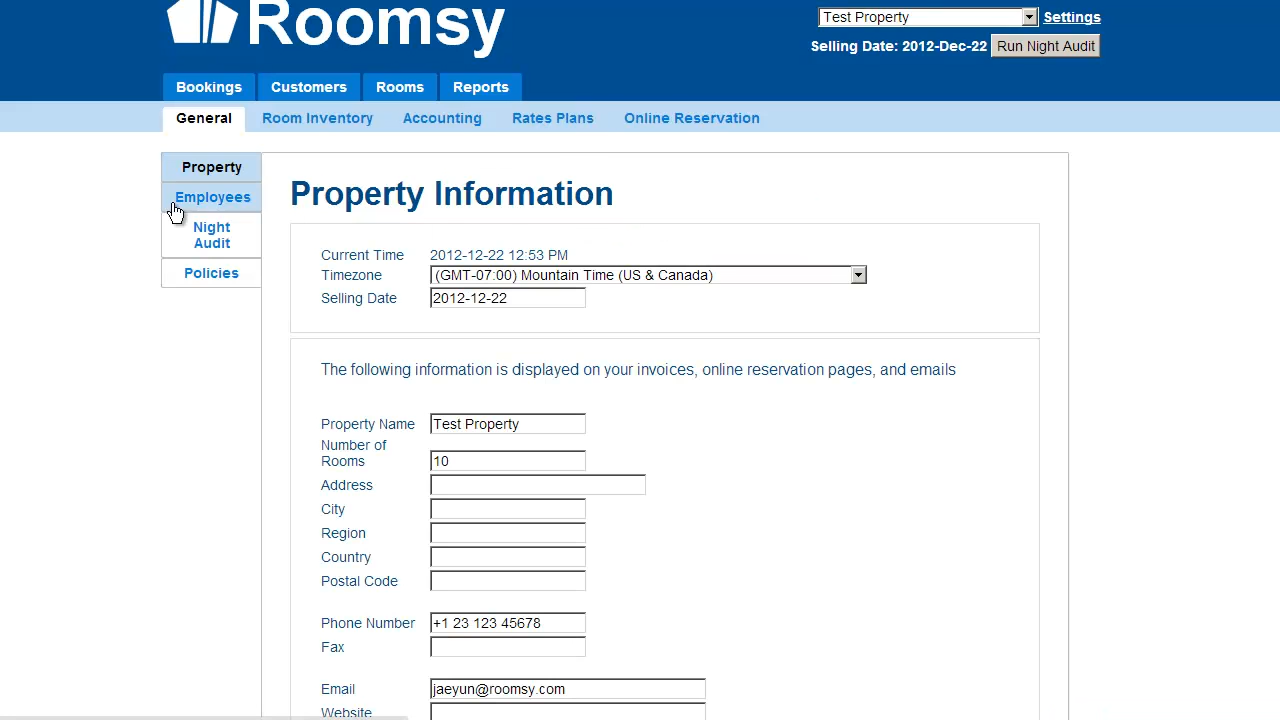 Roomsy
Test Property
Settings
Selling Date: 2012-Dec-22
Run Night Audit
Bookings
Customers
Rooms
Reports
General
Room Inventory
Accounting
Rates Plans
Online Reservation
Property
Employees
Night
Audit
Policies
Property Information
Current Time 2012-12-22 12:53 PM
Timezone (GMT-07:00) Mountain Time (US & Canada)
Selling Date 2012-12-22
The following information is displayed on your invoices, online reservation pages, and emails
Property Name Test Property
Number of
Rooms 10
Address
City
Region
Country
Postal Code
Phone Number +1 23 123 45678
Fax
Email jaeyun@roomsy.com
Website